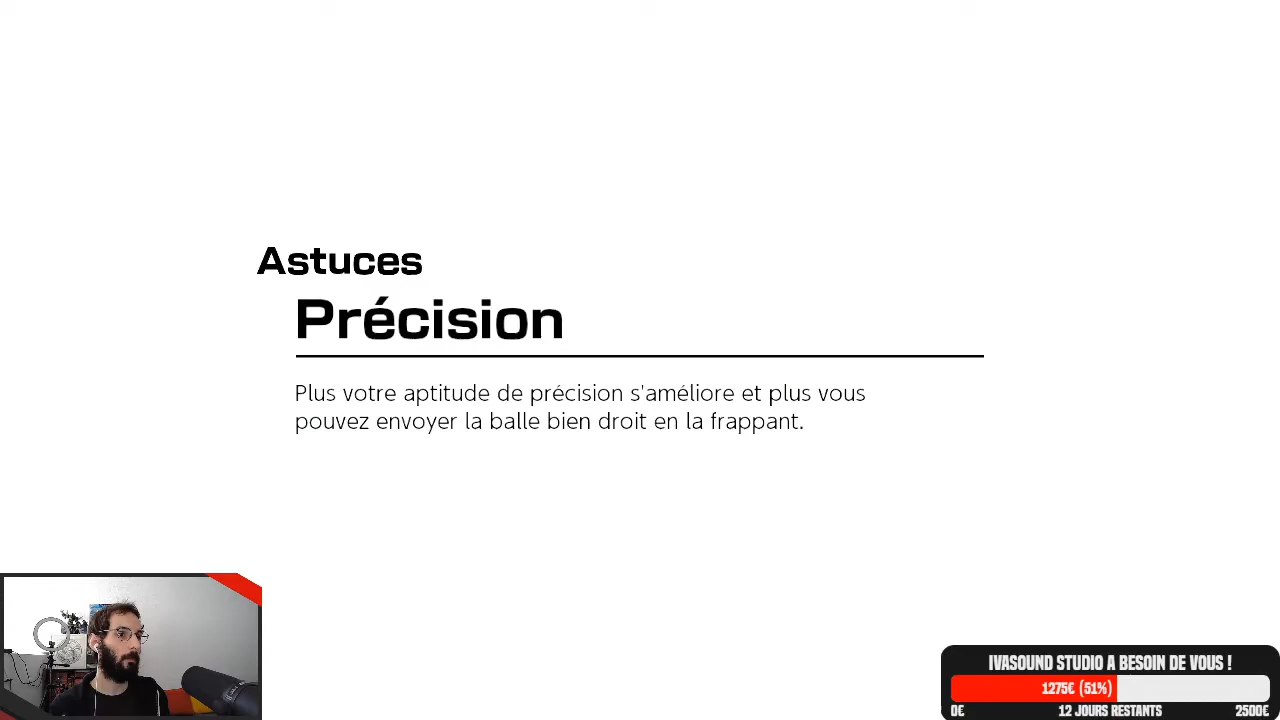 Astuces
Précision
Plus votre aptitude de précision s'améliore et plus vous
pouvez envoyer la balle bien droit en la frappant.
IVASOUND STUDIO A BESOIN DE VOUS !
1275€ (51%)
0€ 12 JOURS RESTANTS 2500€